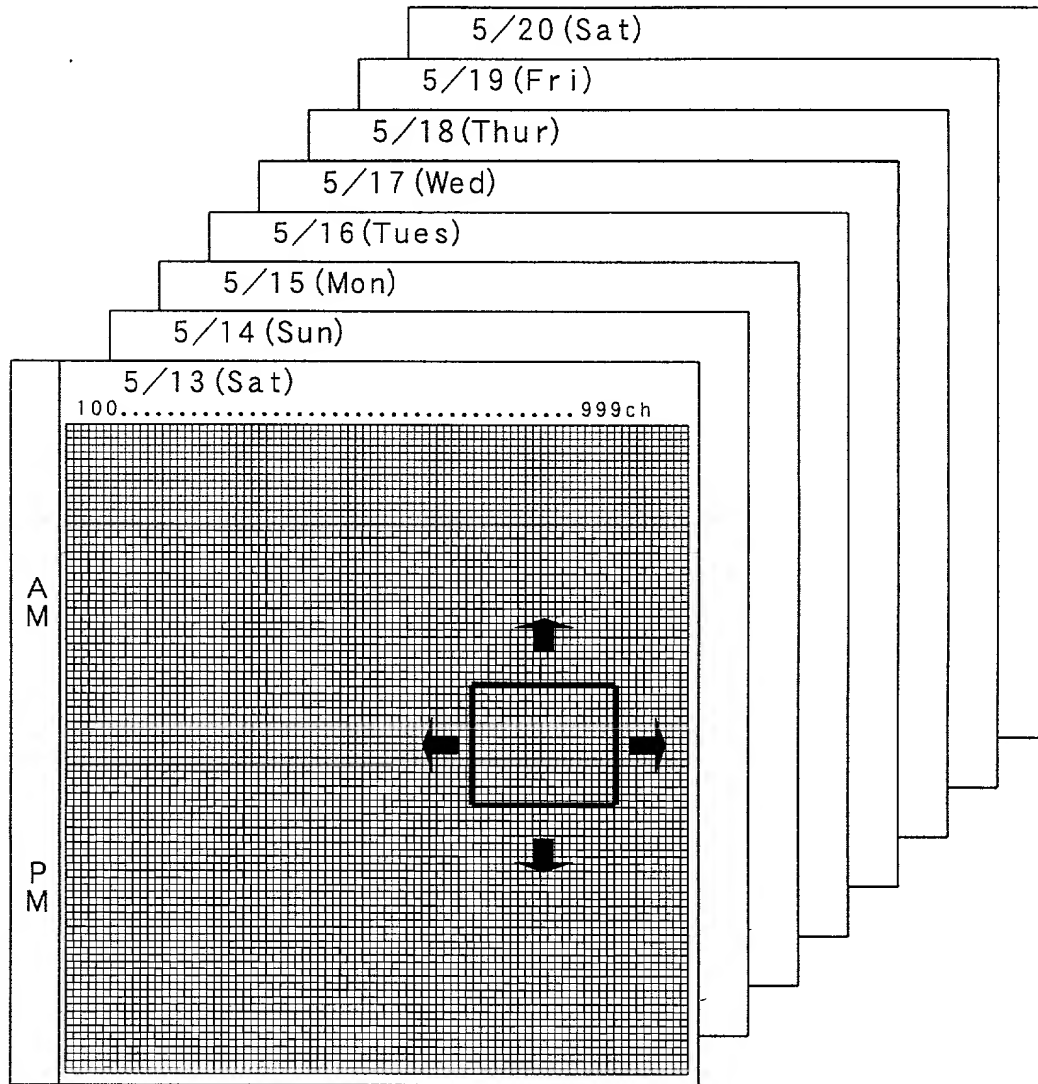 5/20(Sat)
5/19(Fri)
5/18(Thur)
5/17(Wed)
5/16(Tues)
5/15(Mon)
5/14(Sun)
5/13(Sat)
100......................................999ch
AM
PM